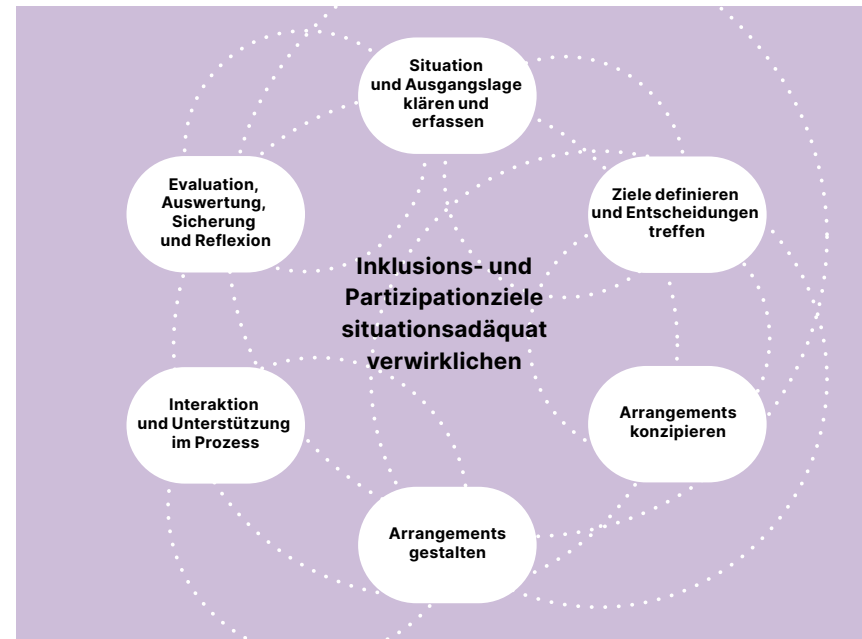 Situation
und Ausgangslage
klären und
erfassen
Evaluation,
Auswertung,
Sicherung
und Reflexion
Ziele definieren
und Entscheidungen
treffen
Inklusions- und
Partizipationziele
situationsadäquat
verwirklichen
Interaktion
und Unterstützung
im Prozess
Arrangements
konzipieren
Arrangements
gestalten